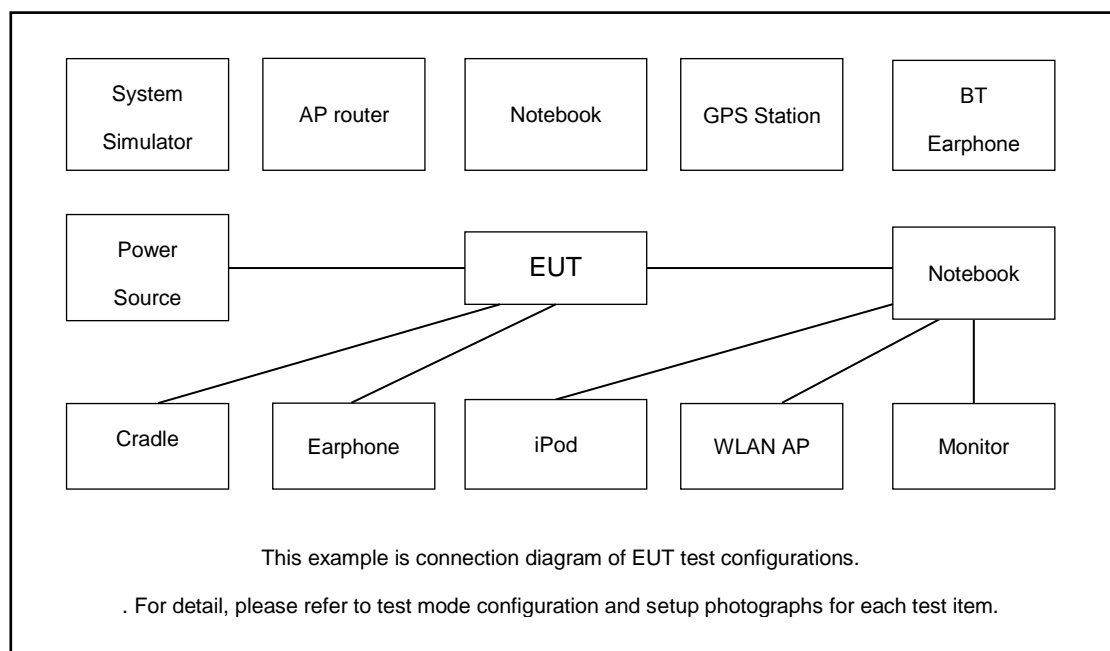 System
Simulator
AP router
Notebook
GPS Station
BT
Earphone
Power
Source
EUT
Notebook
Cradle
Earphone
iPod
WLAN AP
Monitor
This example is connection diagram of EUT test configurations.
. For detail, please refer to test mode configuration and setup photographs for each test item.